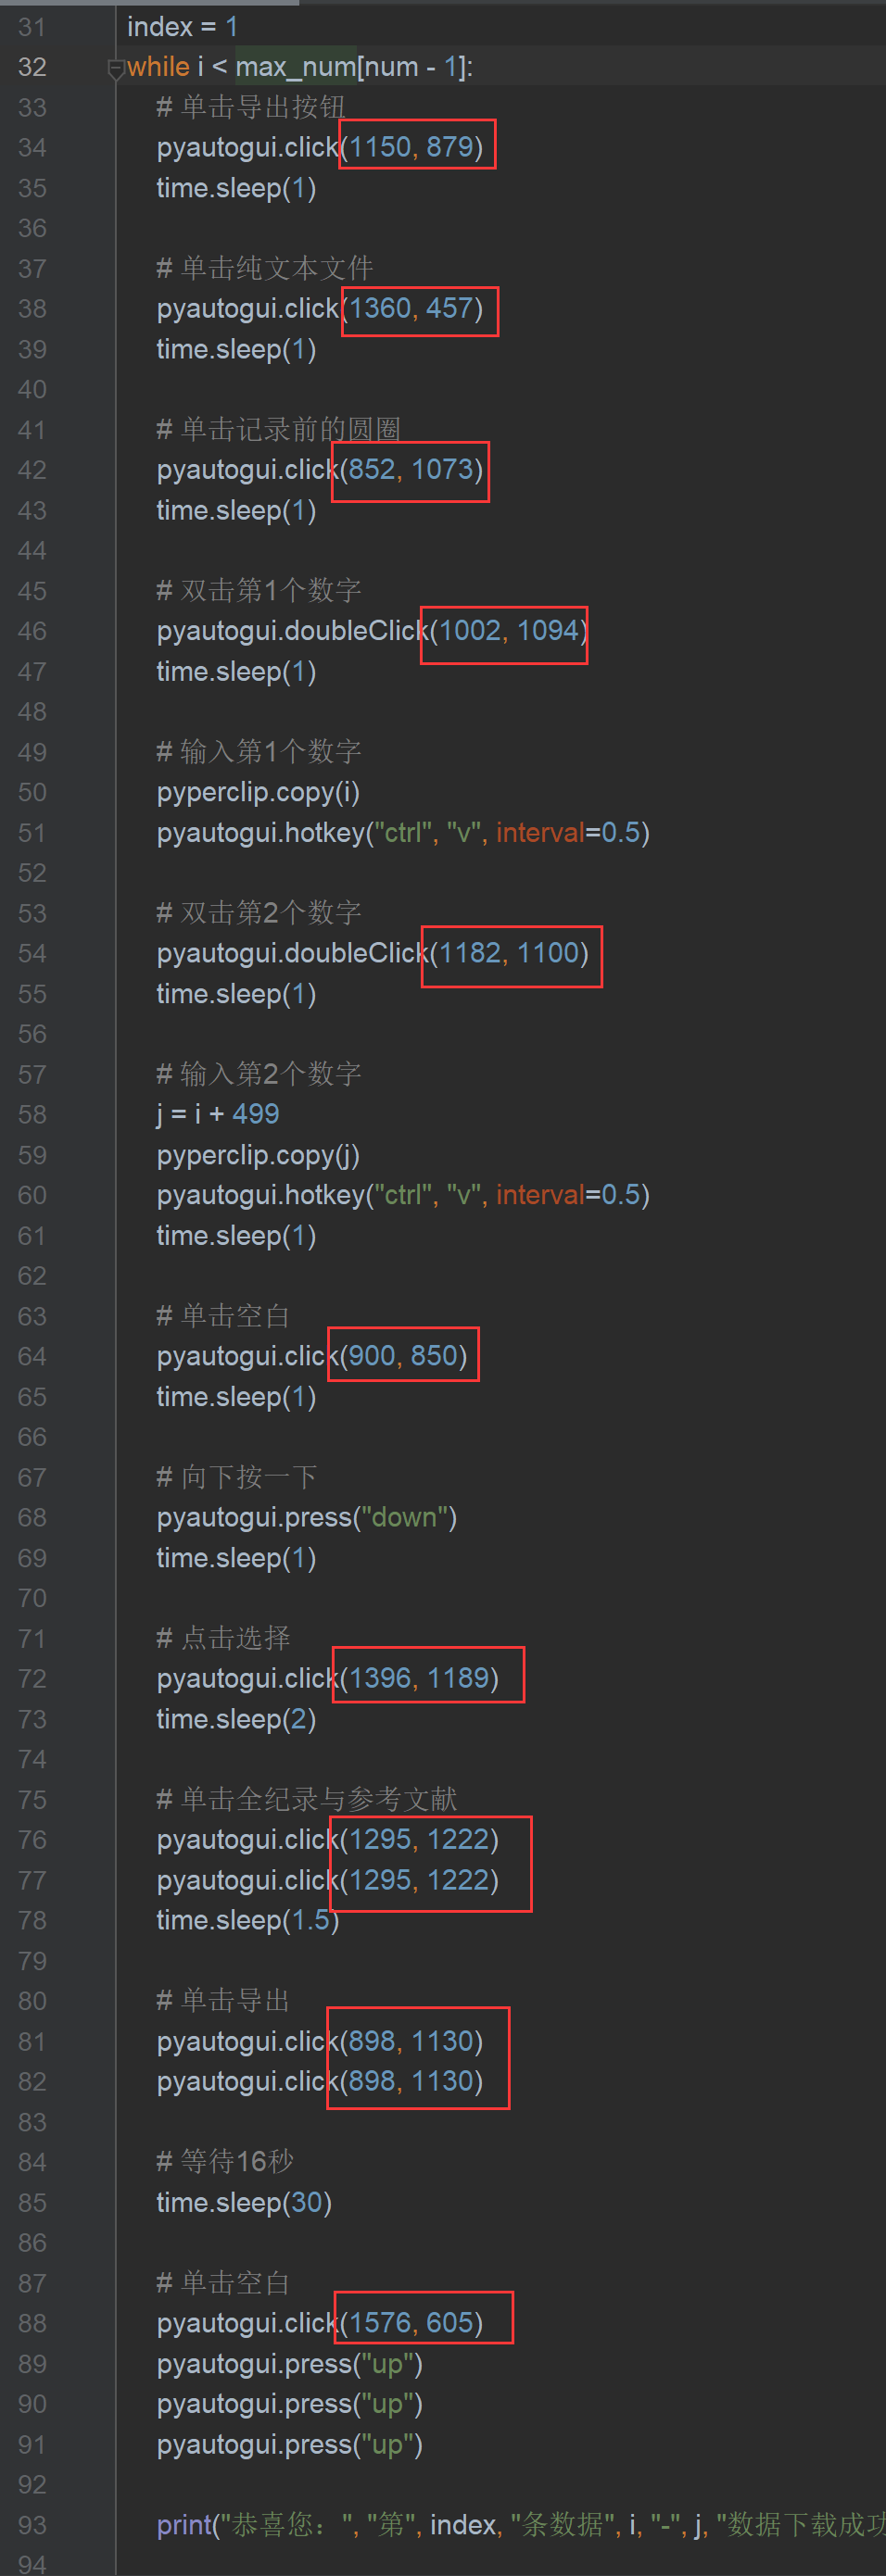 31 index = 1
32 while i < max_num[num - 1]:
33 # 单击导出按钮
34 pyautogui.click(1150, 879)
35 time.sleep(1)
36
37 # 单击纯文本文件
38 pyautogui.click(1360, 457)
39 time.sleep(1)
40
41 # 单击记录前的圆圈
42 pyautogui.click(852, 1073)
43 time.sleep(1)
44
45 # 双击第1个数字
46 pyautogui.doubleClick(1002, 1094)
47 time.sleep(1)
48
49 # 输入第1个数字
50 pyperclip.copy(i)
51 pyautogui.hotkey("ctrl", "v", interval=0.5)
52
53 # 双击第2个数字
54 pyautogui.doubleClick(1182, 1100)
55 time.sleep(1)
56
57 # 输入第2个数字
58 j = i + 499
59 pyperclip.copy(j)
60 pyautogui.hotkey("ctrl", "v", interval=0.5)
61 time.sleep(1)
62
63 # 单击空白
64 pyautogui.click(900, 850)
65 time.sleep(1)
66
67 # 向下按一下
68 pyautogui.press("down")
69 time.sleep(1)
70
71 # 点击选择
72 pyautogui.click(1396, 1189)
73 time.sleep(2)
74
75 # 单击全纪录与参考文献
76 pyautogui.click(1295, 1222)
77 pyautogui.click(1295, 1222)
78 time.sleep(1.5)
79
80 # 单击导出
81 pyautogui.click(898, 1130)
82 pyautogui.click(898, 1130)
83
84 # 等待16秒
85 time.sleep(30)
86
87 # 单击空白
88 pyautogui.click(1576, 605)
89 pyautogui.press("up")
90 pyautogui.press("up")
91 pyautogui.press("up")
92
93 print("恭喜您：", "第", index, "条数据", i, "-", j, "数据下载成功
94